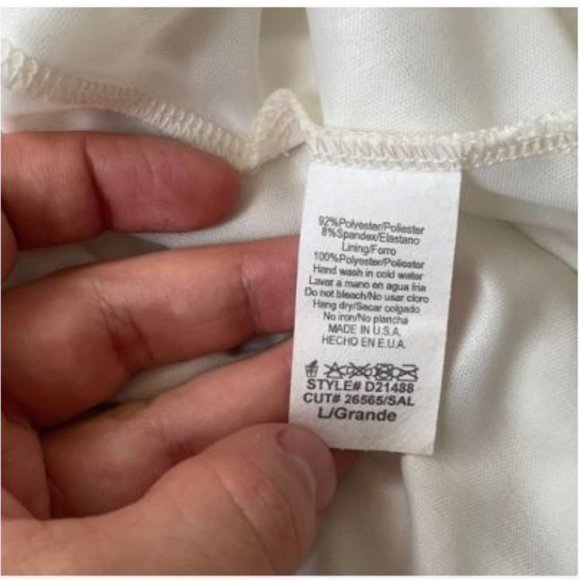 92%Polyester/Poliester
8%Spandex/Elastano
Lining/Forro
100%Polyester/Poliester
Hand wash in cold water
Lavar a mano en agua fria
Do not bleach/No usar cloro
Hang dry/Secar colgado
No iron/No plancha
MADE IN U.S.A.
HECHO EN E.U.A.
STYLE# D21488
CUT# 26565/SAL
L/Grande